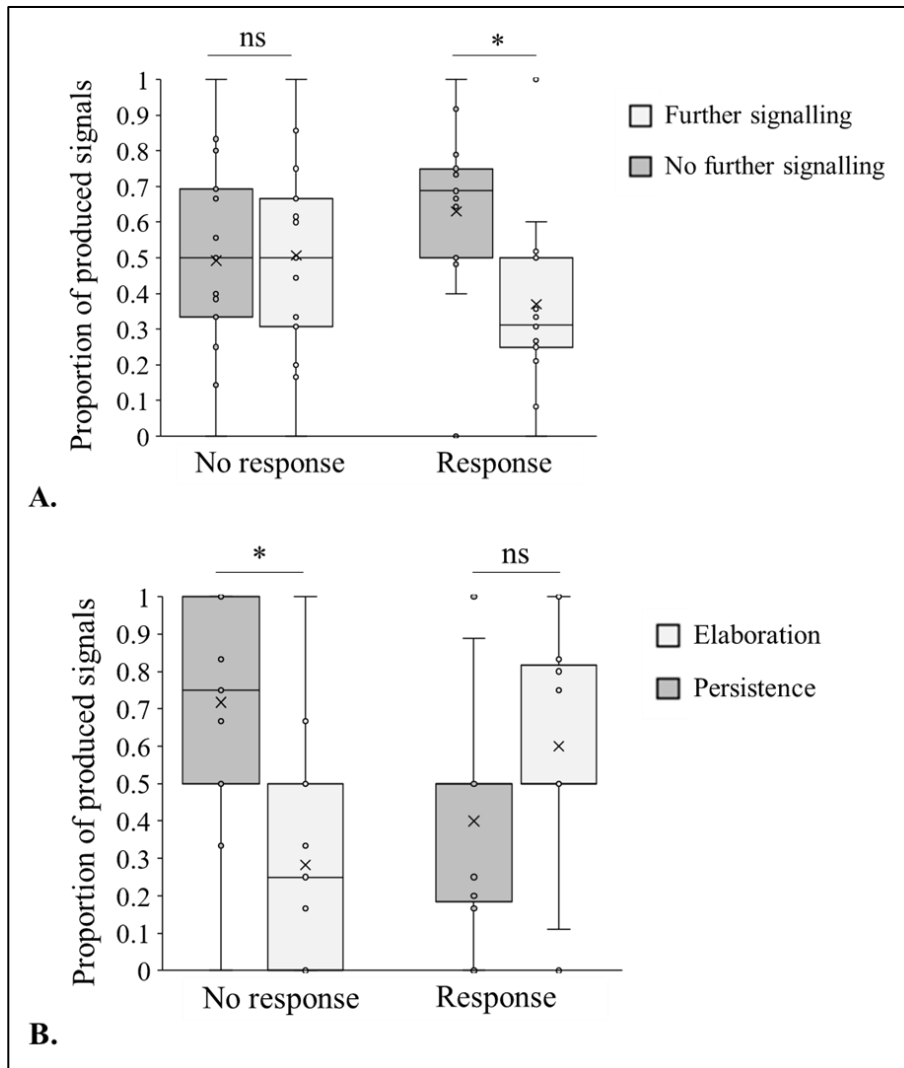 ns
*
Proportion of produced signals
1
0.9
0.8
0.7
0.6
0.5
0.4
0.3
0.2
0.1
0
Further signalling
No further signalling
No response
Response
A.
*
ns
Proportion of produced signals
1
0.9
0.8
0.7
0.6
0.5
0.4
0.3
0.2
0.1
0
Elaboration
Persistence
No response
Response
B.